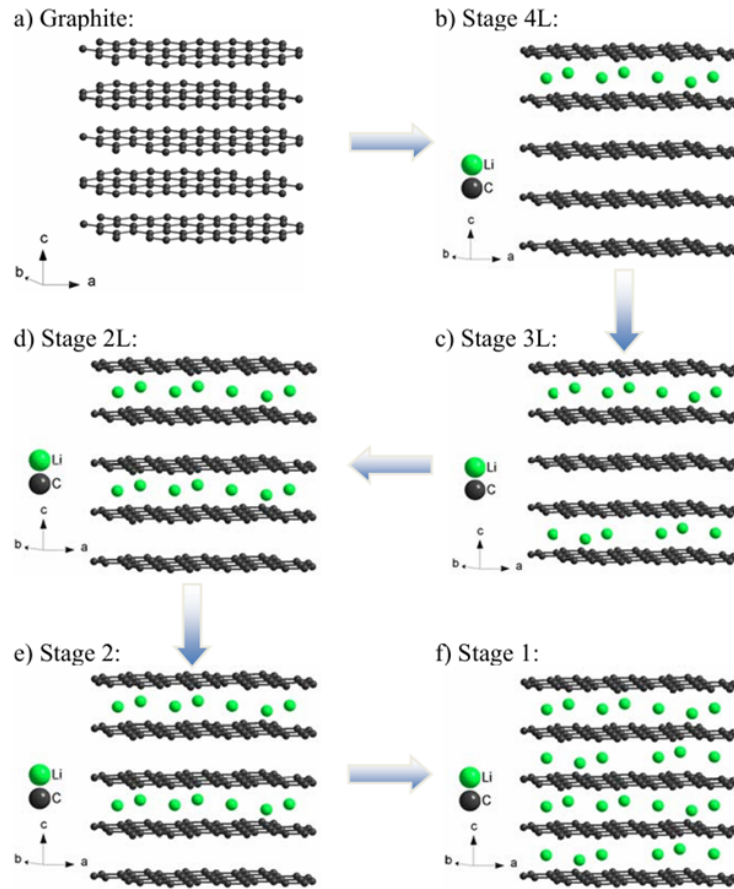 a) Graphite:
c
b
a
b) Stage 4L:
Li
C
c
b
a
c) Stage 3L:
Li
C
c
b
a
d) Stage 2L:
Li
C
c
b
a
e) Stage 2:
Li
C
c
b
a
f) Stage 1:
Li
C
c
b
a